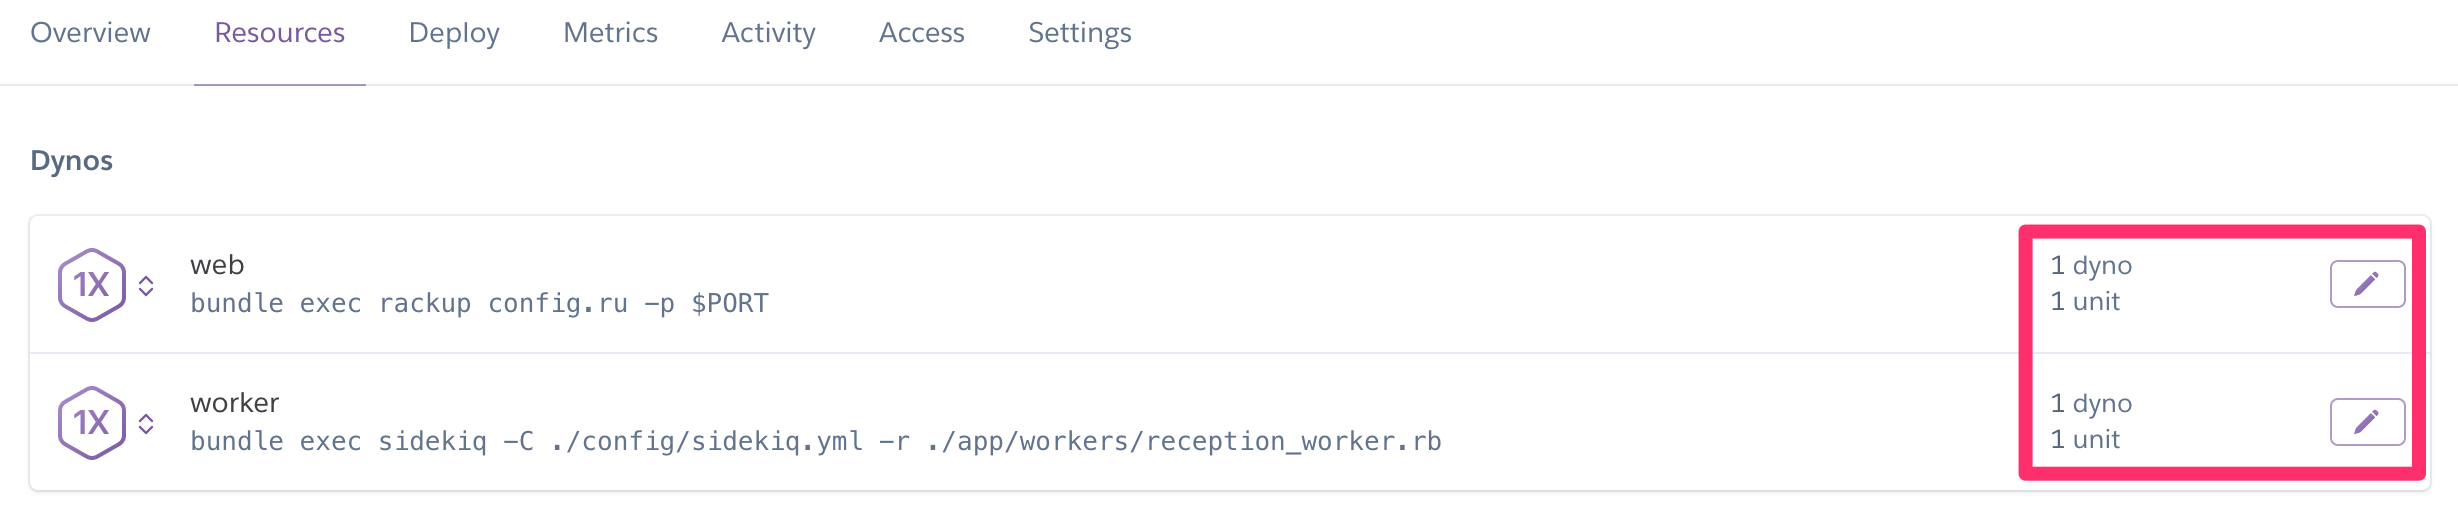 Overview Resources Deploy Metrics Activity Access Settings
Dynos
1X web 1 dyno
bundle exec rackup config.ru -p $PORT 1 unit
1X worker 1 dyno
bundle exec sidekiq -C ./config/sidekiq.yml -r ./app/workers/reception_worker.rb 1 unit